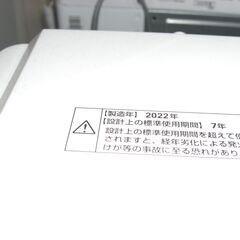 【製造年】 2022年
【設計上の標準使用期間】 7年
設計上の標準使用期間を超えて使
されますと、経年劣化による発
けが等の事故に至る恐れがあり